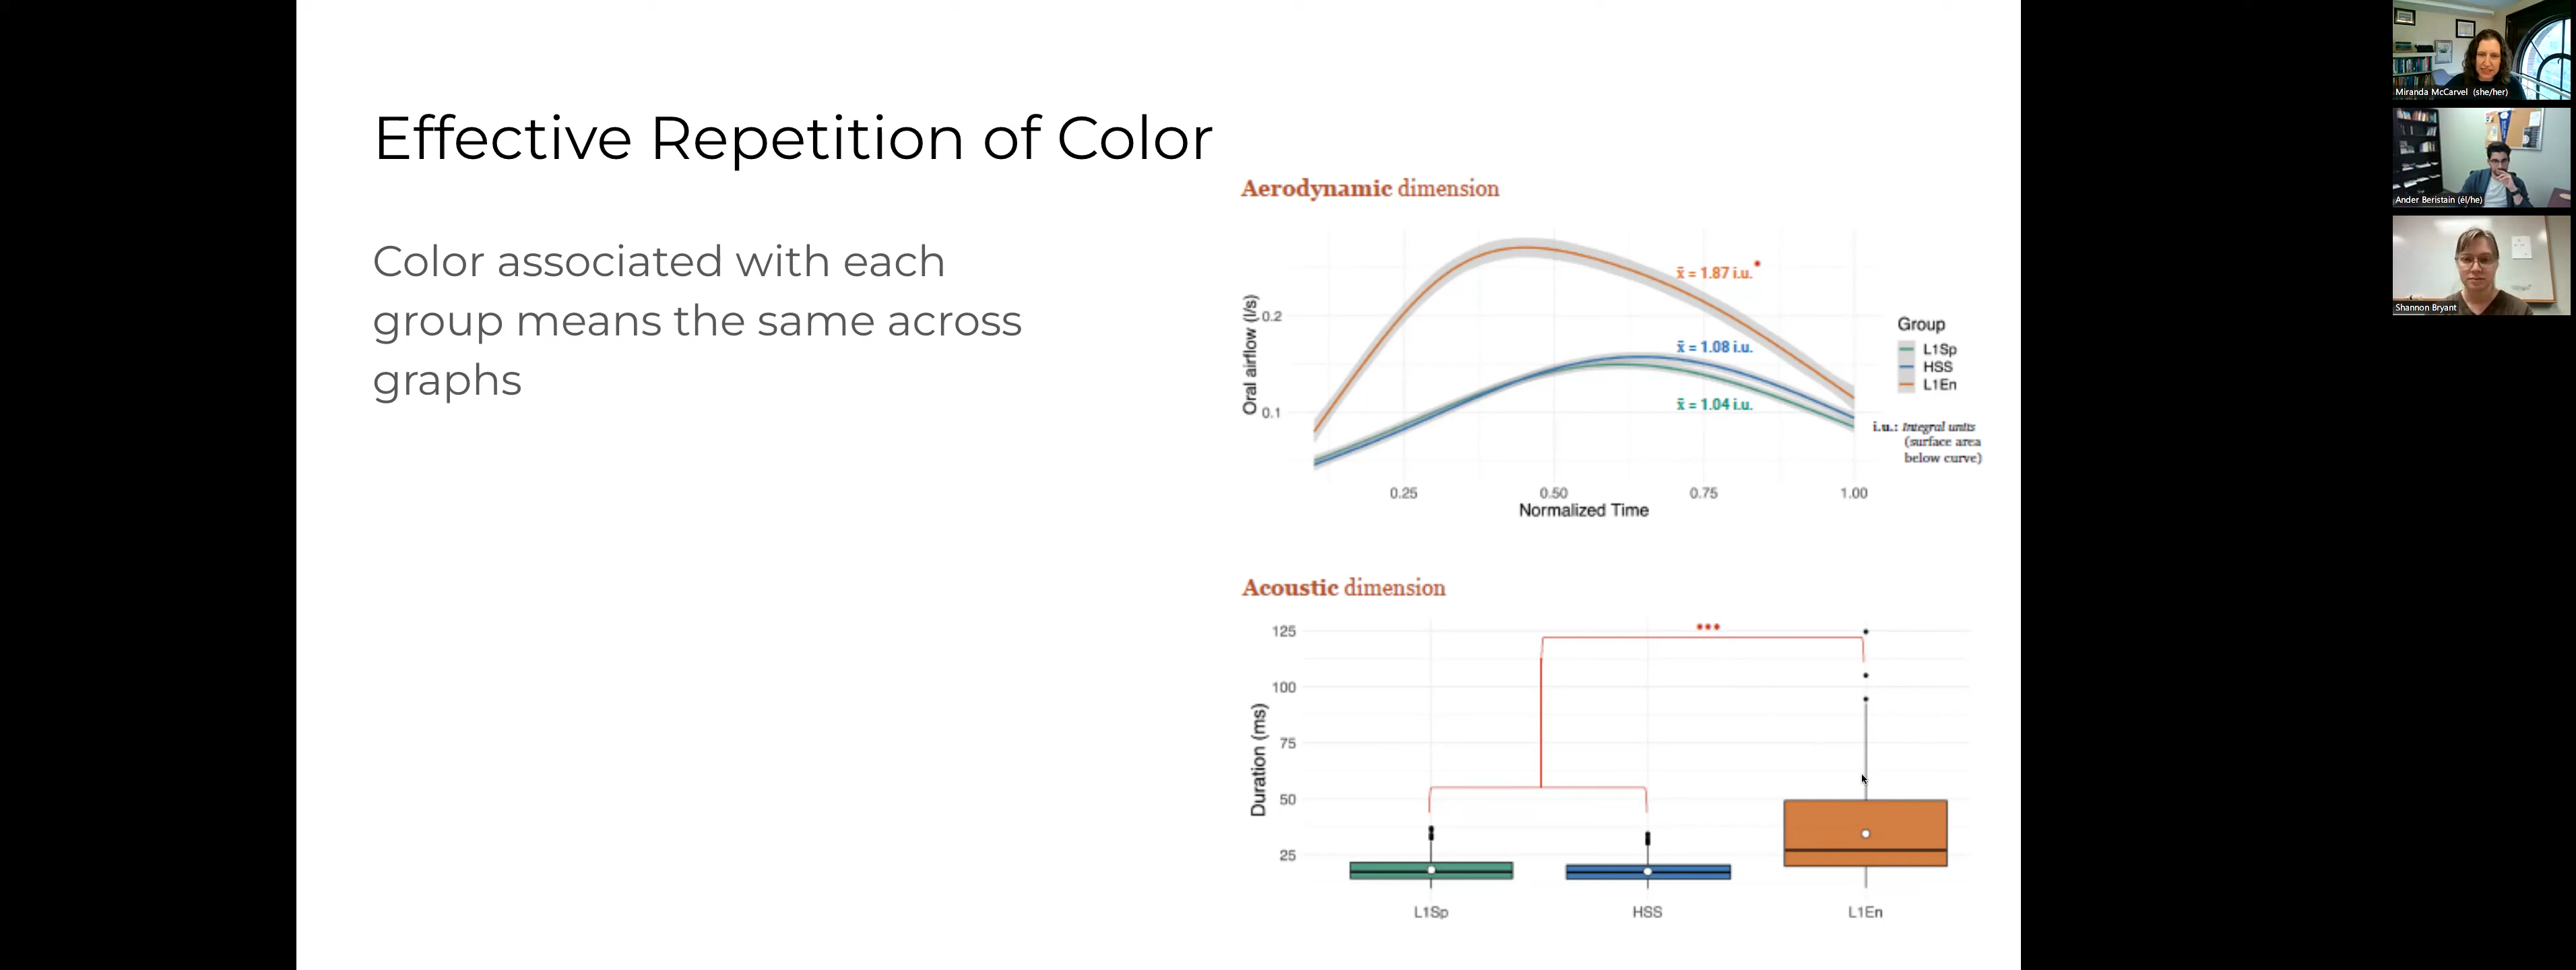 Effective Repetition of Color
Color associated with each
group means the same across
graphs
Aerodynamic dimension
Oral airflow (l/s)
0.2
0.1
x̄ = 1.87 i.u.*
x̄ = 1.08 i.u.
x̄ = 1.04 i.u.
Group
L1Sp
HSS
L1En
i.u.: Integral units
(surface area
below curve)
0.25 0.50 0.75 1.00
Normalized Time
Acoustic dimension
Duration (ms)
125
100
75
50
25
***
L1Sp HSS L1En
Miranda McCarvel (she/her)
Ander Beristain (él/he)
Shannon Bryant